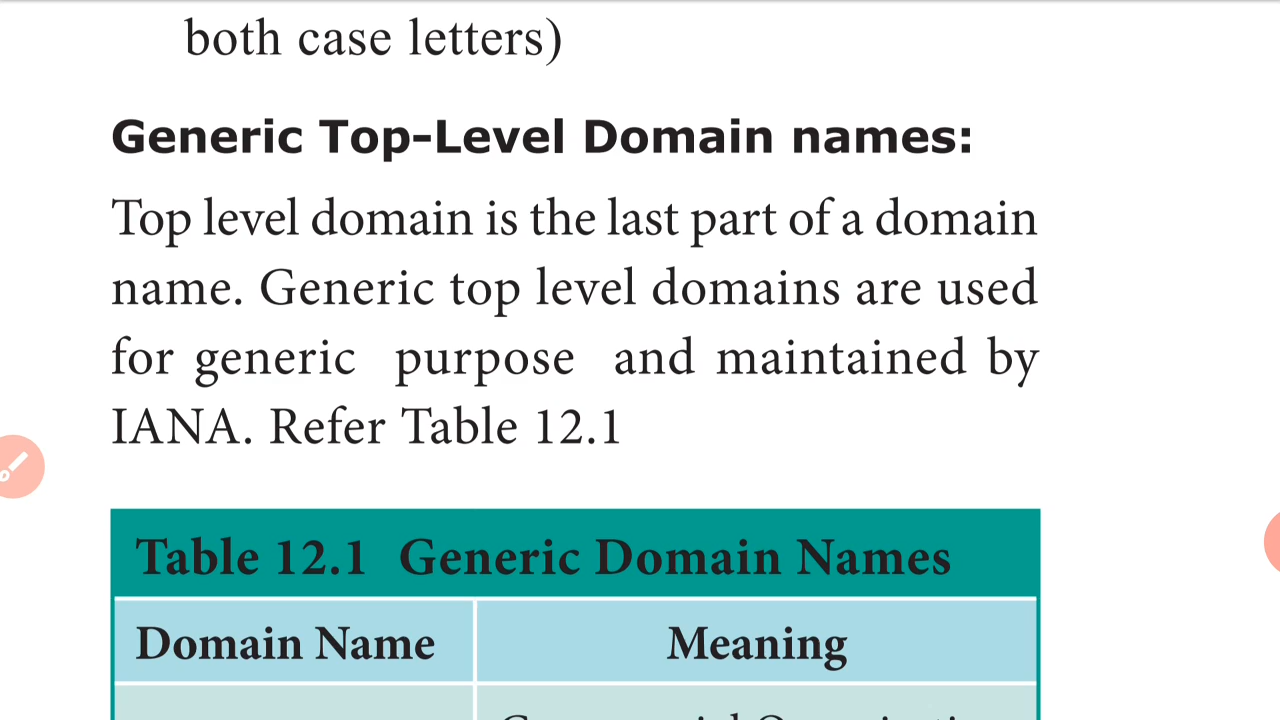 both case letters)
Generic Top-Level Domain names:
Top level domain is the last part of a domain
name. Generic top level domains are used
for generic purpose and maintained by
IANA. Refer Table 12.1
Table 12.1 Generic Domain Names
Domain Name Meaning